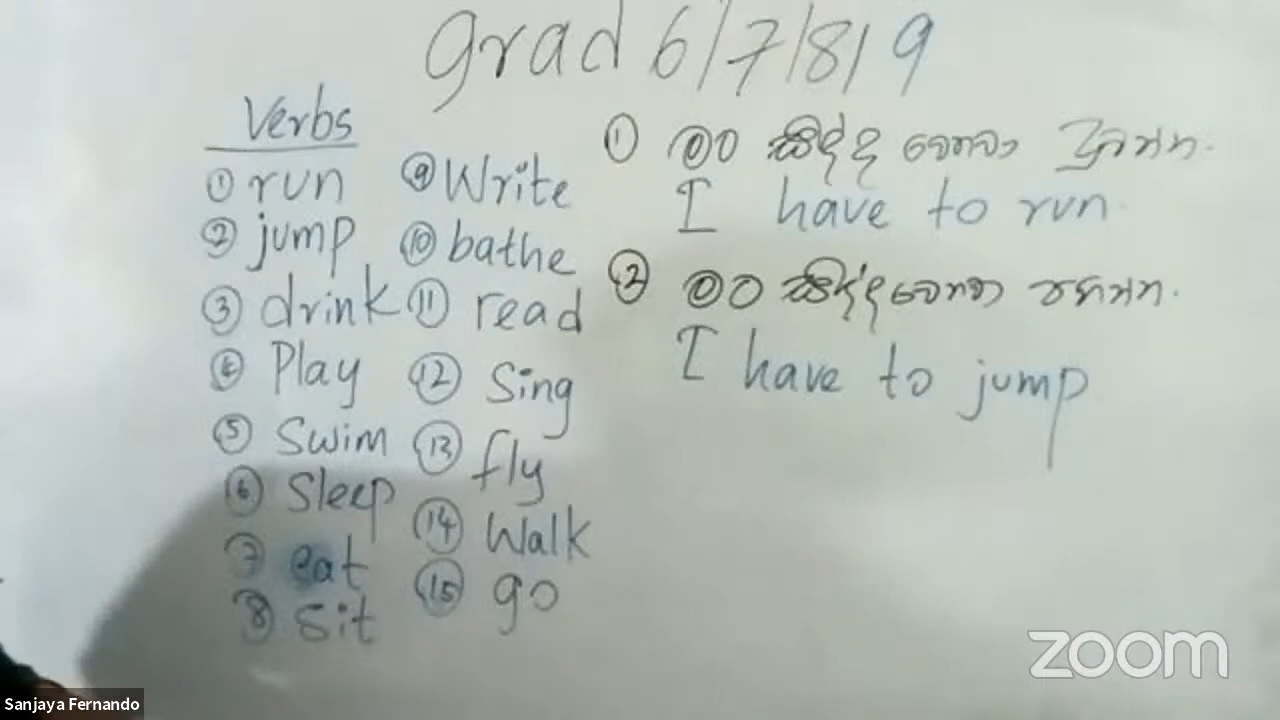 grad 6/7/8/9
Verbs
① run
② jump
③ drink
④ Play
⑤ Swim
⑥ Sleep
⑦ eat
⑧ Sit
⑨ Write
⑩ bathe
⑪ read
⑫ Sing
⑬ fly
⑭ Walk
⑮ go
① මට සිද්ද වෙනවා දුවන්න.
I have to run
② මට සිද්දවෙනවා පනින්න.
I have to jump
zoom
Sanjaya Fernando